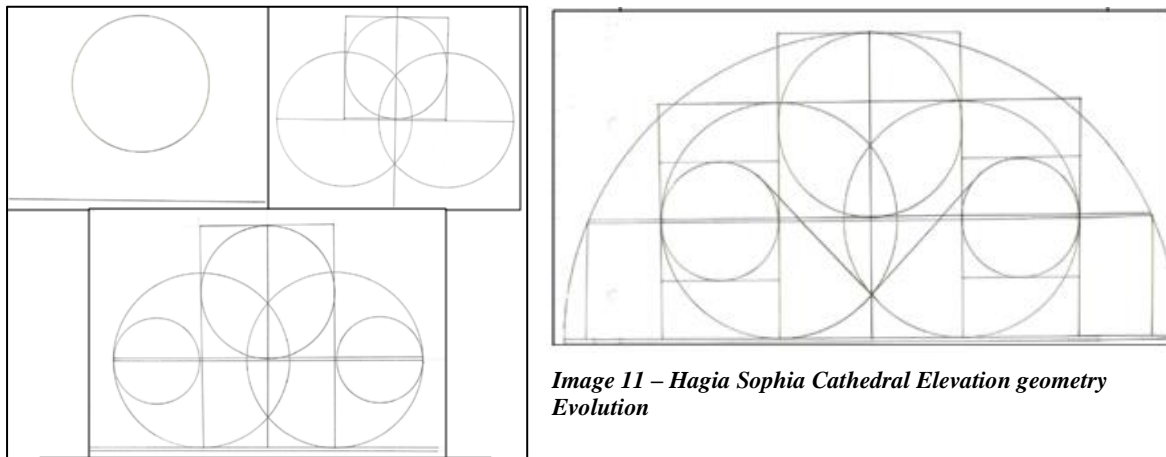 Image 11 – Hagia Sophia Cathedral Elevation geometry
Evolution